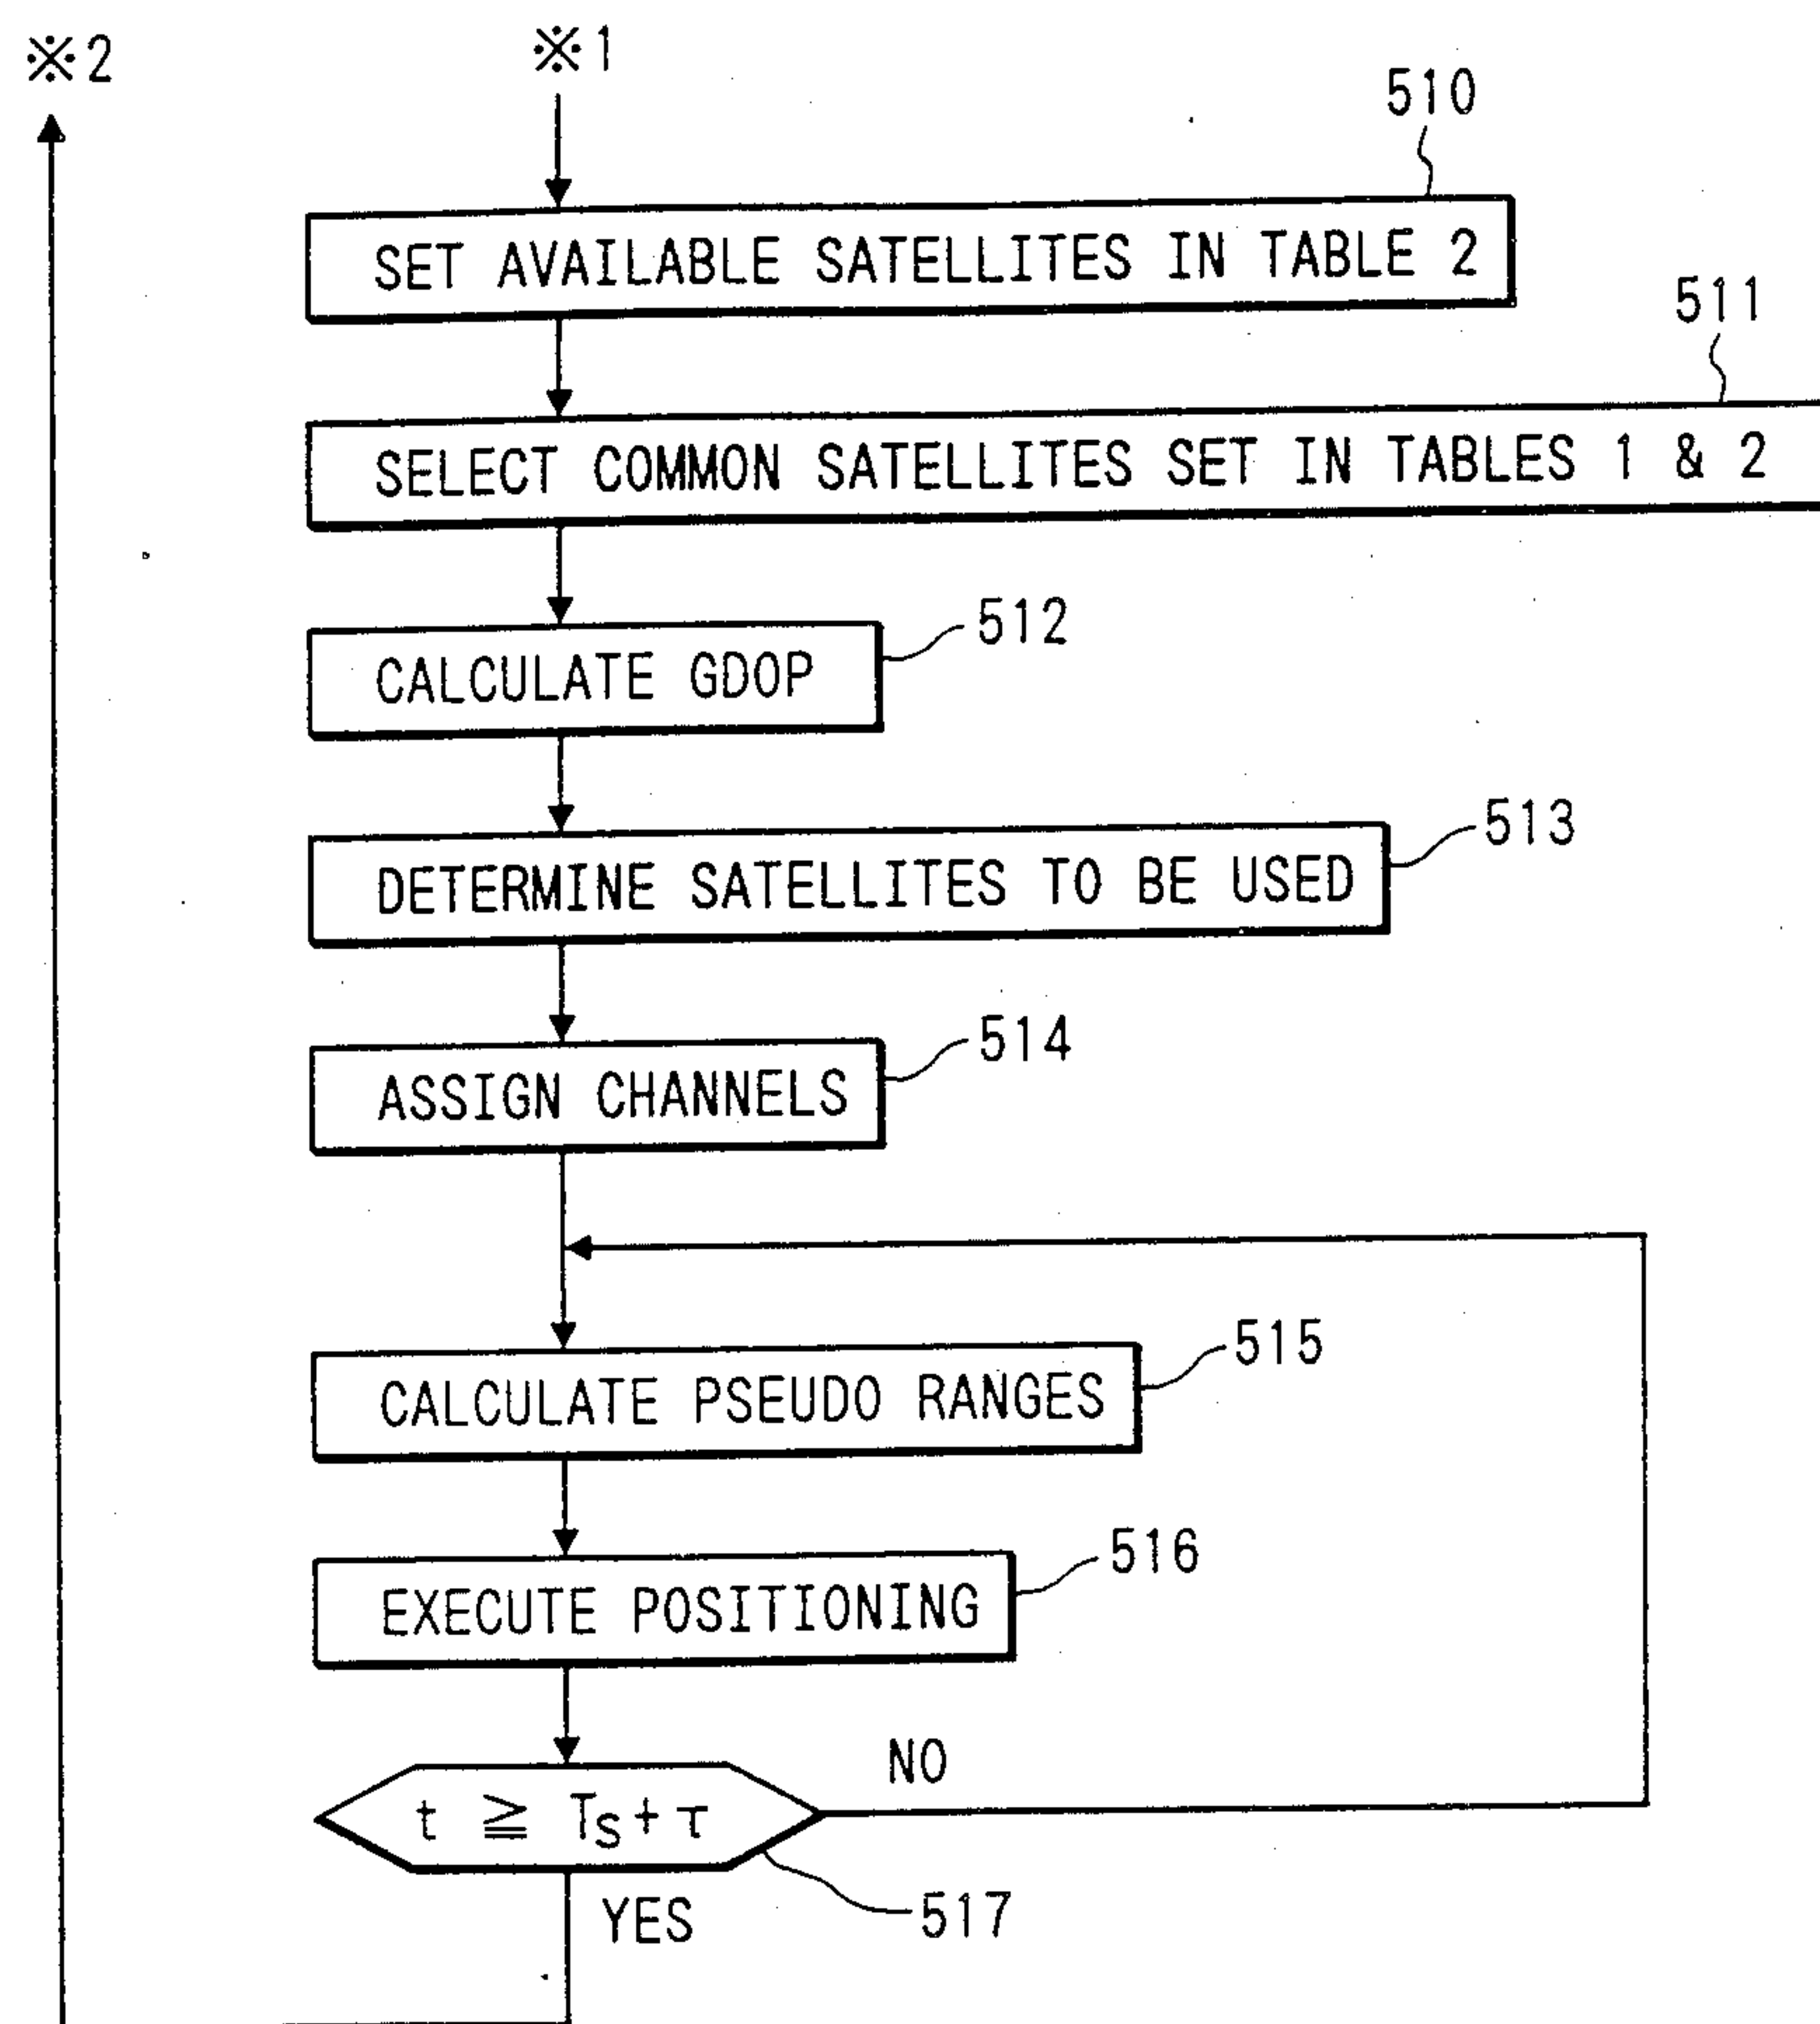 ※2
※1
510
SET AVAILABLE SATELLITES IN TABLE 2
511
SELECT COMMON SATELLITES SET IN TABLES 1 & 2
512
CALCULATE GDOP
513
DETERMINE SATELLITES TO BE USED
514
ASSIGN CHANNELS
515
CALCULATE PSEUDO RANGES
516
EXECUTE POSITIONING
NO
t ≧ Ts+τ
517
YES